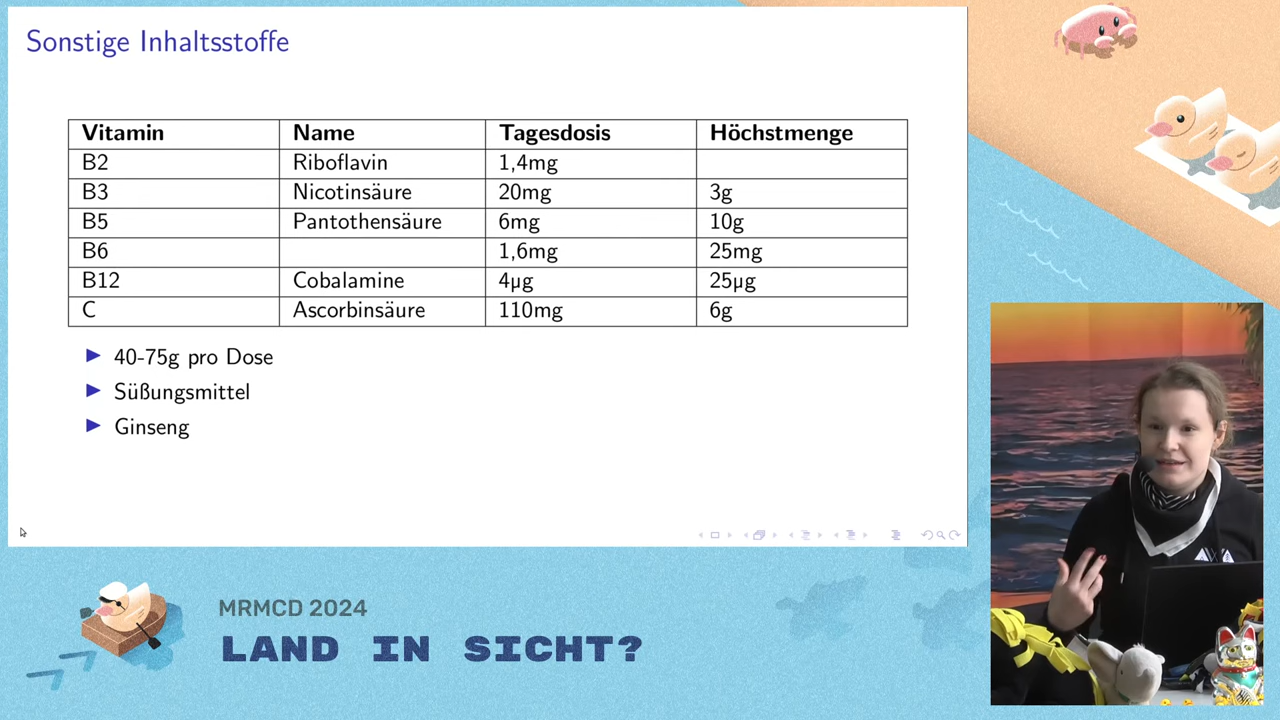 Sonstige Inhaltsstoffe
Vitamin Name Tagesdosis Höchstmenge
B2 Riboflavin 1,4mg
B3 Nicotinsäure 20mg 3g
B5 Pantothensäure 6mg 10g
B6 1,6mg 25mg
B12 Cobalamine 4µg 25µg
C Ascorbinsäure 110mg 6g
40-75g pro Dose
Süßungsmittel
Ginseng
MRMCD 2024
LAND IN SICHT?